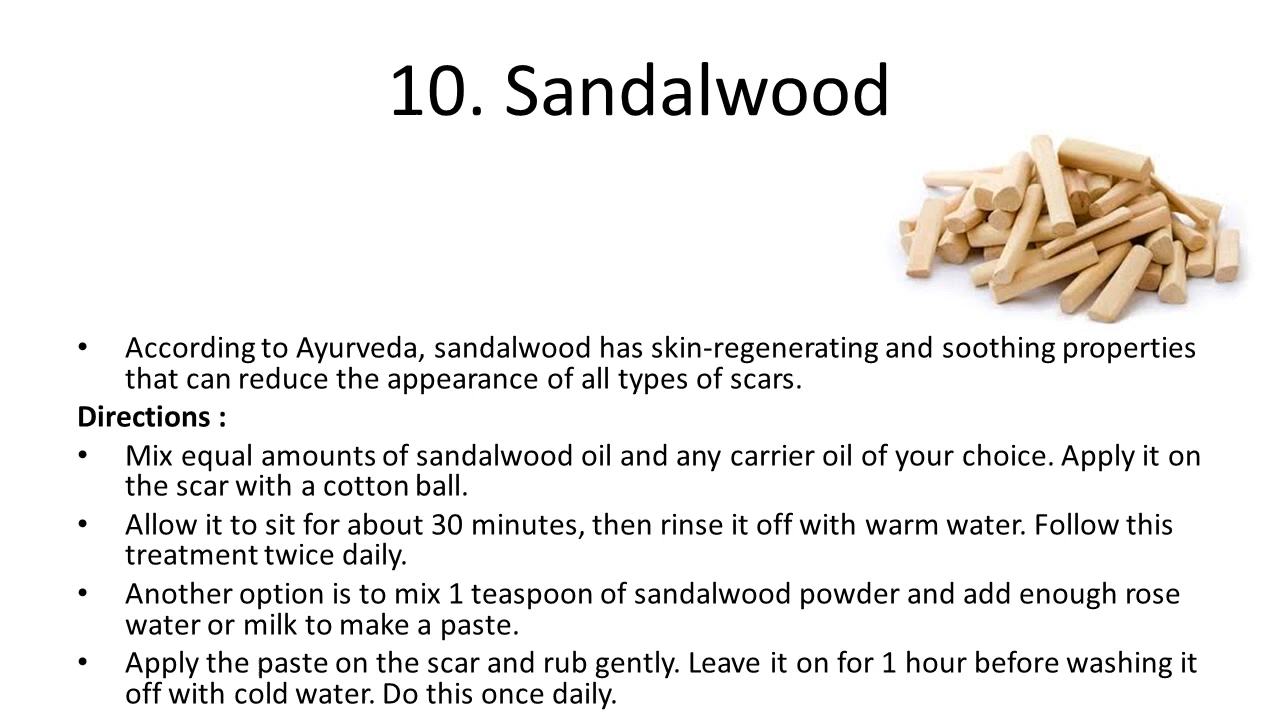 10. Sandalwood
• According to Ayurveda, sandalwood has skin-regenerating and soothing properties
that can reduce the appearance of all types of scars.
Directions :
• Mix equal amounts of sandalwood oil and any carrier oil of your choice. Apply it on
the scar with a cotton ball.
• Allow it to sit for about 30 minutes, then rinse it off with warm water. Follow this
treatment twice daily.
• Another option is to mix 1 teaspoon of sandalwood powder and add enough rose
water or milk to make a paste.
• Apply the paste on the scar and rub gently. Leave it on for 1 hour before washing it
off with cold water. Do this once daily.